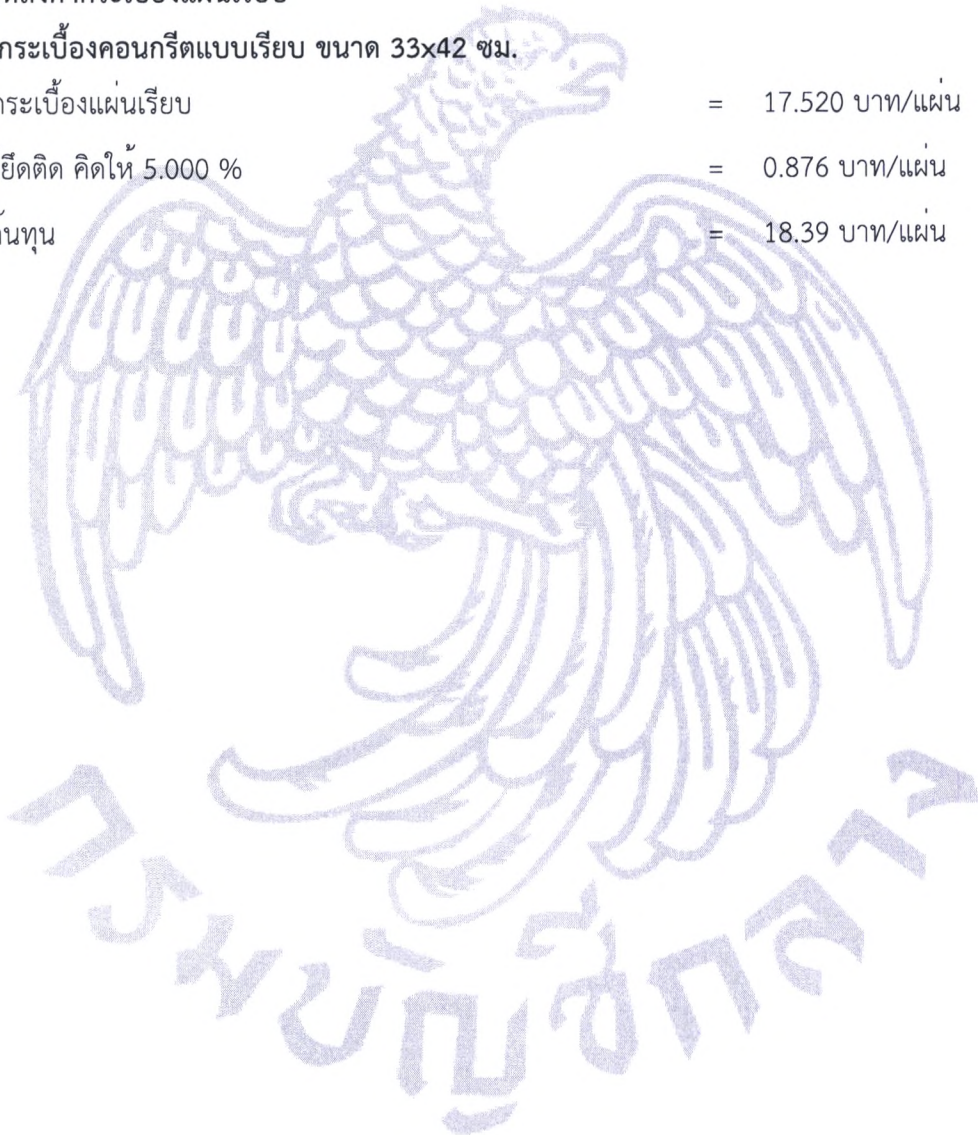 กระเบื้องคอนกรีตแบบเรียบ ขนาด 33x42 ซม.
กระเบื้องแผ่นเรียบ = 17.520 บาท/แผ่น
ยึดติด คิดให้ 5.000 % = 0.876 บาท/แผ่น
ต้นทุน = 18.39 บาท/แผ่น
กรมบัญชีกลาง